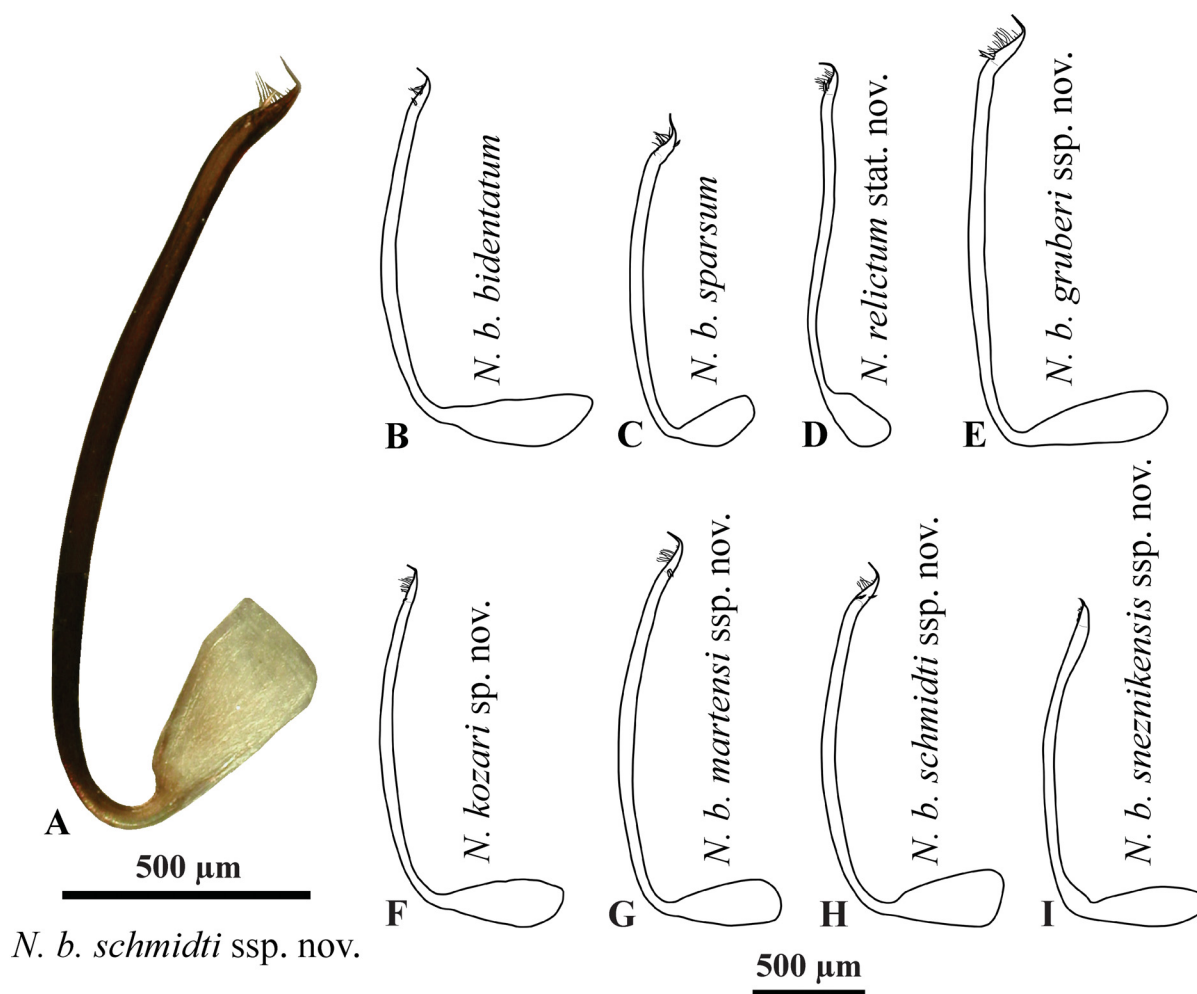 A
500 µm
N. b. schmidti ssp. nov.
B
N. b. bidentatum
C
N. b. sparsum
D
N. relictum stat. nov.
E
N. b. gruberi ssp. nov.
F
N. kozari sp. nov.
G
N. b. martensi ssp. nov.
H
N. b. schmidti ssp. nov.
I
N. b. sneznikensis ssp. nov.
500 µm